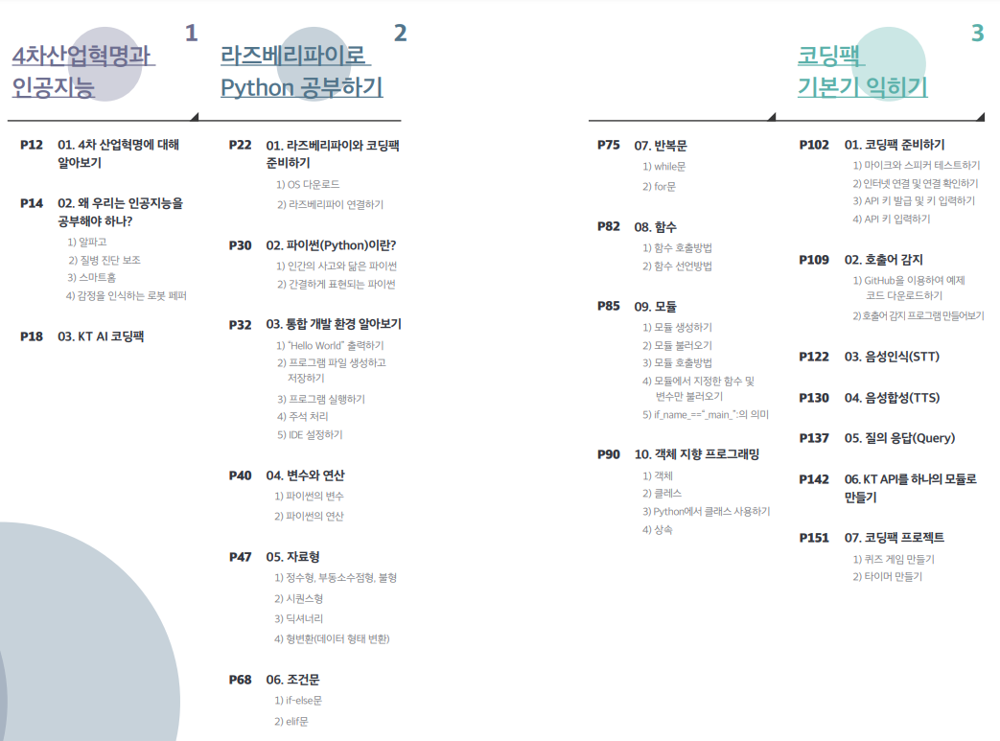 1
4차산업혁명과
인공지능
P12 01. 4차 산업혁명에 대해
알아보기
P14 02. 왜 우리는 인공지능을
공부해야 하나?
1) 알파고
2) 질병 진단 보조
3) 스마트홈
4) 감정을 인식하는 로봇 페퍼
P18 03. KT AI 코딩팩
2
라즈베리파이로
Python 공부하기
P22 01. 라즈베리파이와 코딩팩
준비하기
1) OS 다운로드
2) 라즈베리파이 연결하기
P30 02. 파이썬(Python)이란?
1) 인간의 사고와 닮은 파이썬
2) 간결하게 표현되는 파이썬
P32 03. 통합 개발 환경 알아보기
1) “Hello World” 출력하기
2) 프로그램 파일 생성하고
저장하기
3) 프로그램 실행하기
4) 주석 처리
5) IDE 설정하기
P40 04. 변수와 연산
1) 파이썬의 변수
2) 파이썬의 연산
P47 05. 자료형
1) 정수형, 부동소수점형, 불형
2) 시퀀스형
3) 딕셔너리
4) 형변환(데이터 형태 변환)
P68 06. 조건문
1) if-else문
2) elif문
P75 07. 반복문
1) while문
2) for문
P82 08. 함수
1) 함수 호출방법
2) 함수 선언방법
P85 09. 모듈
1) 모듈 생성하기
2) 모듈 불러오기
3) 모듈 호출방법
4) 모듈에서 지정한 함수 및
변수만 불러오기
5) if_name_==“_main_”:의 의미
P90 10. 객체 지향 프로그래밍
1) 객체
2) 클레스
3) Python에서 클래스 사용하기
4) 상속
3
코딩팩
기본기 익히기
P102 01. 코딩팩 준비하기
1) 마이크와 스피커 테스트하기
2) 인터넷 연결 및 연결 확인하기
3) API 키 발급 및 키 입력하기
4) API 키 입력하기
P109 02. 호출어 감지
1) GitHub을 이용하여 예제
코드 다운로드하기
2) 호출어 감지 프로그램 만들어보기
P122 03. 음성인식(STT)
P130 04. 음성합성(TTS)
P137 05. 질의 응답(Query)
P142 06. KT API를 하나의 모듈로
만들기
P151 07. 코딩팩 프로젝트
1) 퀴즈 게임 만들기
2) 타이머 만들기